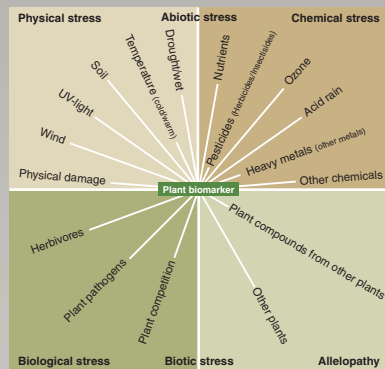 Physical stress
Abiotic stress
Chemical stress
Drought/wet
Temperature (cold/warm)
Soil
UV-light
Wind
Physical damage
Nutrients
Pesticides (Herbicides/Insectisides)
Ozone
Acid rain
Heavy metals (other metals)
Other chemicals
Plant biomarker
Herbivores
Plant pathogens
Plant competition
Plant compounds from other plants
Other plants
Biological stress
Biotic stress
Allelopathy